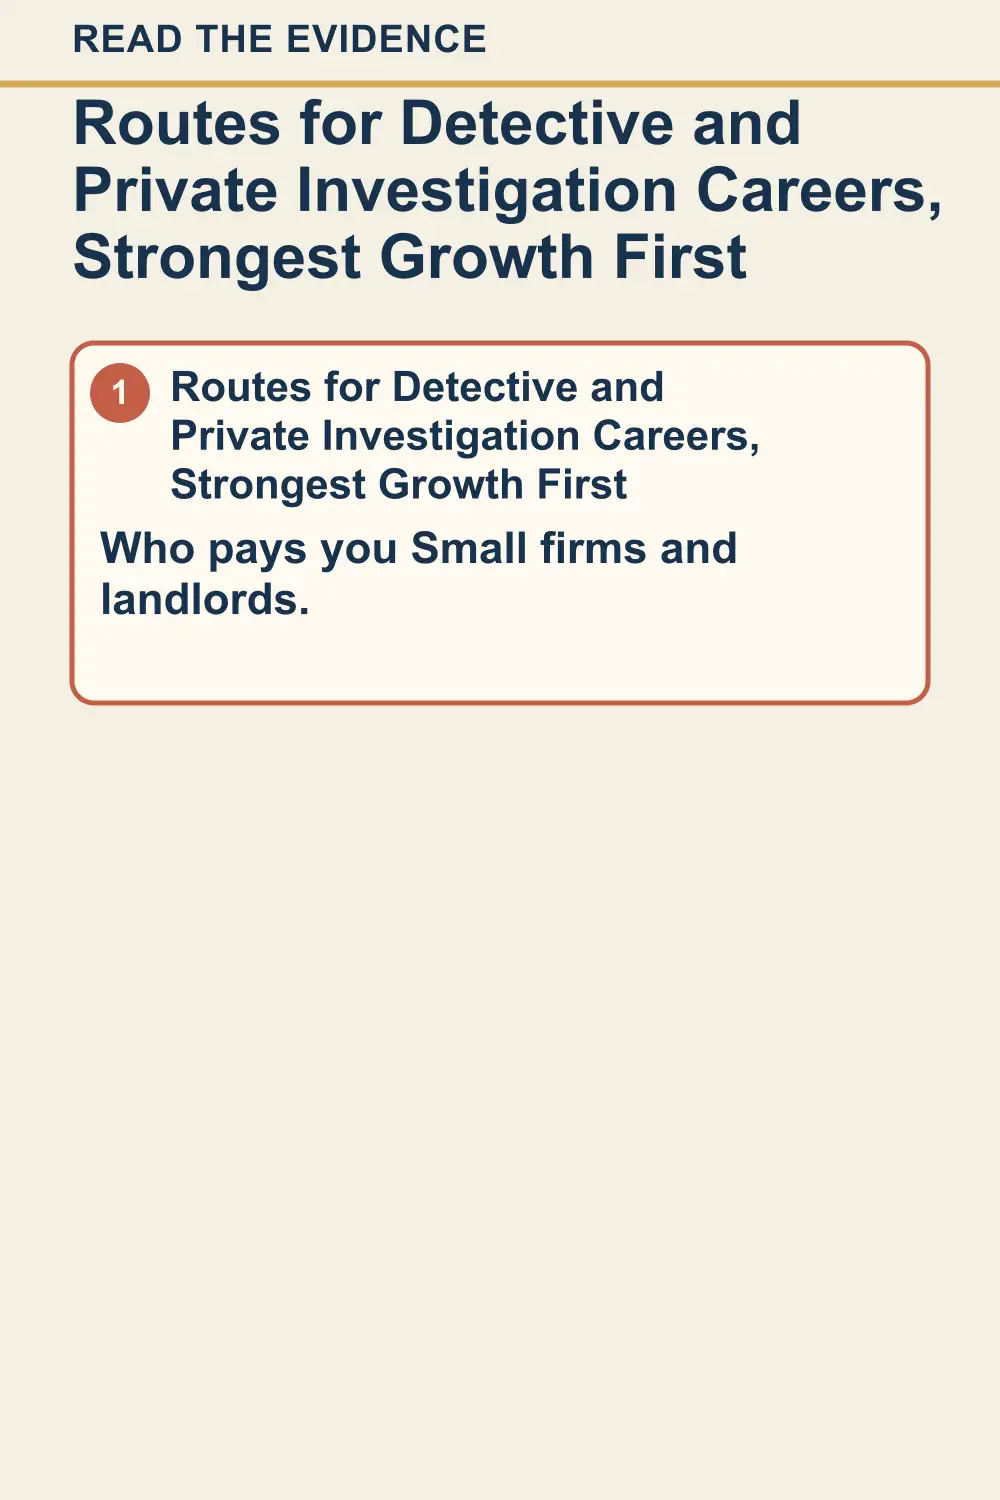 READ THE EVIDENCE
Routes for Detective and
Private Investigation Careers,
Strongest Growth First
1
Routes for Detective and
Private Investigation Careers,
Strongest Growth First
Who pays you Small firms and
landlords.